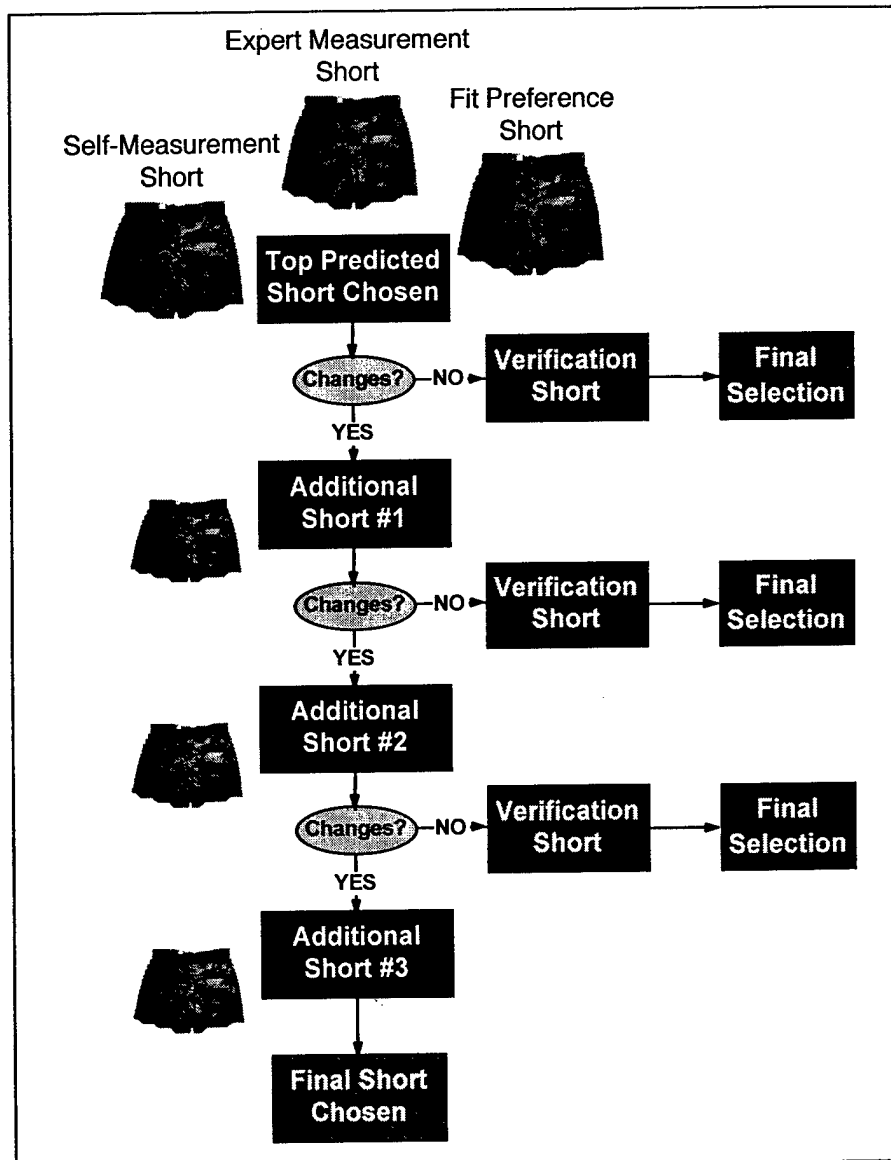 Expert Measurement
Short
Fit Preference
Short
Self-Measurement
Short
Top Predicted
Short Chosen
Changes?
NO
Verification
Short
Final
Selection
YES
Additional
Short #1
Changes?
NO
Verification
Short
Final
Selection
YES
Additional
Short #2
Changes?
NO
Verification
Short
Final
Selection
YES
Additional
Short #3
Final Short
Chosen